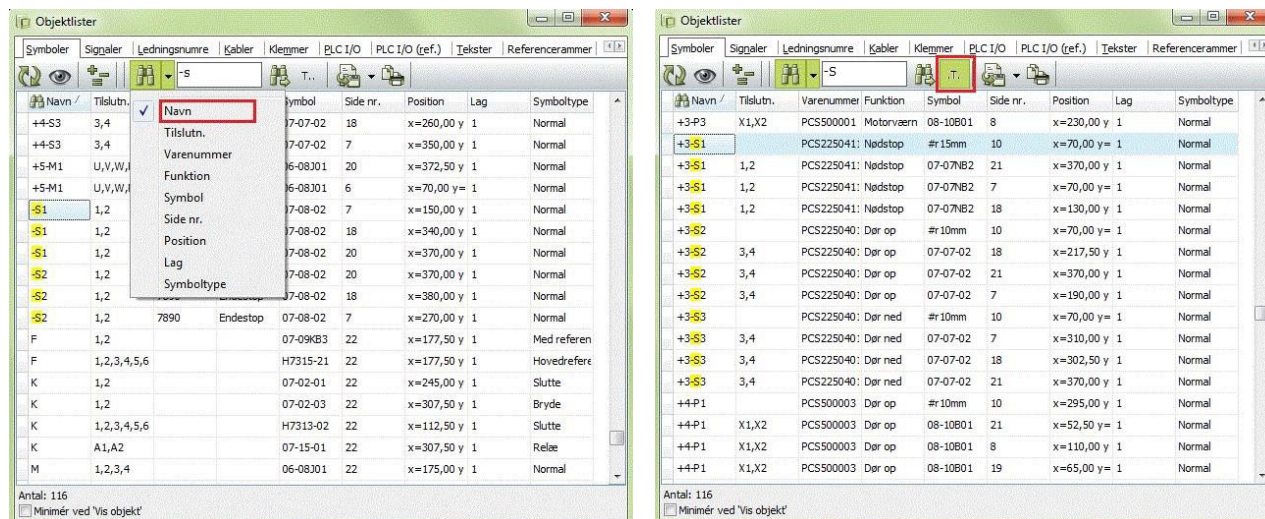 Objektlister
Symboler Signaler Ledningsnumre Kabler Klemmer PLC I/O PLC I/O (ref.) Tekster Referencerammer
-s T..
Navn Tilslutn. Symbol Side nr. Position Lag Symboltype
+4-S3 3,4 07-07-02 18 x=260,00 y 1 Normal
+4-S3 3,4 07-07-02 7 x=350,00 y 1 Normal
+5-M1 U,V,W, 06-08J01 20 x=372,50 y 1 Normal
+5-M1 U,V,W, 06-08J01 6 x=70,00 y= 1 Normal
-S1 1,2 07-08-02 7 x=150,00 y 1 Normal
-S1 1,2 07-08-02 18 x=340,00 y 1 Normal
-S1 1,2 07-08-02 20 x=370,00 y 1 Normal
-S2 1,2 07-08-02 20 x=370,00 y 1 Normal
-S2 1,2 7890 Endestop 07-08-02 18 x=380,00 y 1 Normal
-S2 1,2 7890 Endestop 07-08-02 7 x=270,00 y 1 Normal
F 1,2 07-09KB3 22 x=177,50 y 1 Med referen
F 1,2,3,4,5,6 H7315-21 22 x=177,50 y 1 Hovedrefere
K 1,2 07-02-01 22 x=245,00 y 1 Slutte
K 1,2 07-02-03 22 x=307,50 y 1 Bryde
K 1,2,3,4,5,6 H7313-02 22 x=112,50 y 1 Slutte
K A1,A2 07-15-01 22 x=307,50 y 1 Relæ
M 1,2,3,4 06-08J01 22 x=175,00 y 1 Normal
Navn
Tilslutn.
Varenummer
Funktion
Symbol
Side nr.
Position
Lag
Symboltype
Antal: 116
Minimér ved 'Vis objekt'
Objektlister
Symboler Signaler Ledningsnumre Kabler Klemmer PLC I/O PLC I/O (ref.) Tekster Referencerammer
-S .T.
Navn Tilslutn. Varenummer Funktion Symbol Side nr. Position Lag Symboltype
+3-P3 X1,X2 PCS500001 Motorværn 08-10B01 8 x=230,00 y 1 Normal
+3-S1 PCS225041: Nødstop #r15mm 10 x=70,00 y= 1 Normal
+3-S1 1,2 PCS225041: Nødstop 07-07NB2 21 x=370,00 y 1 Normal
+3-S1 1,2 PCS225041: Nødstop 07-07NB2 7 x=70,00 y= 1 Normal
+3-S1 1,2 PCS225041: Nødstop 07-07NB2 18 x=130,00 y 1 Normal
+3-S2 PCS225040: Dør op #r10mm 10 x=70,00 y= 1 Normal
+3-S2 3,4 PCS225040: Dør op 07-07-02 18 x=217,50 y 1 Normal
+3-S2 3,4 PCS225040: Dør op 07-07-02 21 x=370,00 y 1 Normal
+3-S2 3,4 PCS225040: Dør op 07-07-02 7 x=190,00 y 1 Normal
+3-S3 PCS225040: Dør ned #r10mm 10 x=70,00 y= 1 Normal
+3-S3 3,4 PCS225040: Dør ned 07-07-02 7 x=310,00 y 1 Normal
+3-S3 3,4 PCS225040: Dør ned 07-07-02 18 x=302,50 y 1 Normal
+3-S3 3,4 PCS225040: Dør ned 07-07-02 21 x=370,00 y 1 Normal
+4-P1 PCS500003 Dør op #r10mm 10 x=295,00 y 1 Normal
+4-P1 X1,X2 PCS500003 Dør op 08-10B01 21 x=52,50 y= 1 Normal
+4-P1 X1,X2 PCS500003 Dør op 08-10B01 8 x=110,00 y 1 Normal
+4-P1 X1,X2 PCS500003 Dør op 08-10B01 19 x=65,00 y= 1 Normal
Antal: 116
Minimér ved 'Vis objekt'